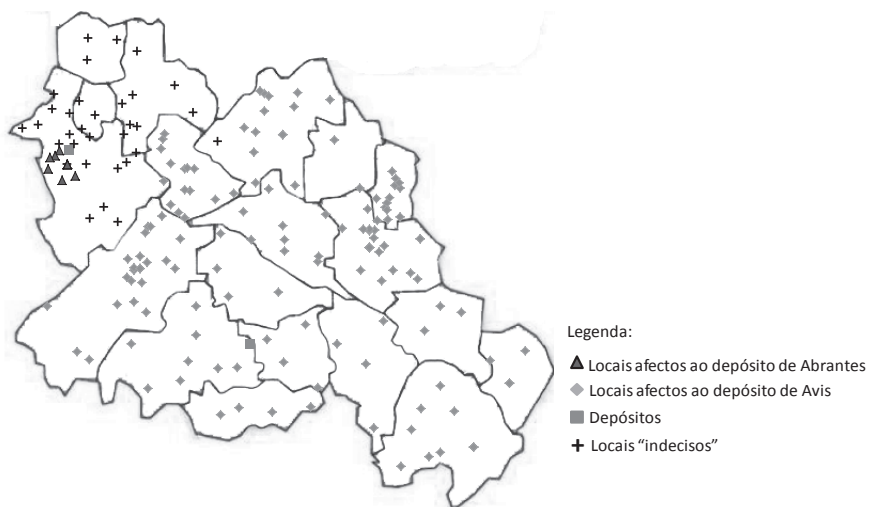 Legenda:
Locais afectos ao depósito de Abrantes
Locais afectos ao depósito de Avis
Depósitos
Locais “indecisos”